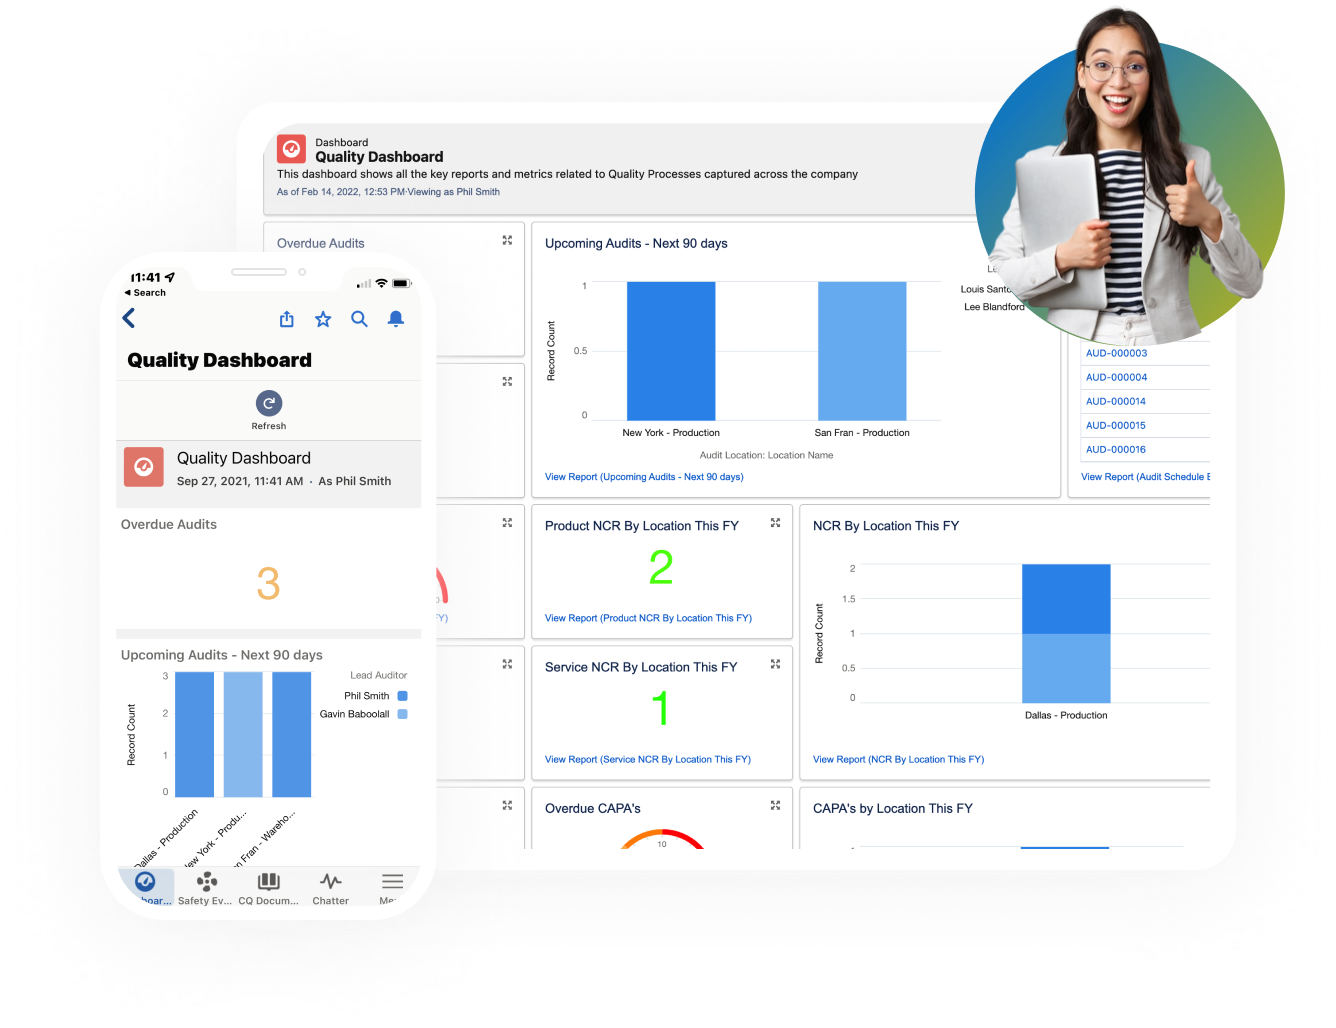 Dashboard
Quality Dashboard
This dashboard shows all the key reports and metrics related to Quality Processes captured across the company
As of Feb 14, 2022, 12:53 PM·Viewing as Phil Smith
Overdue Audits
Upcoming Audits - Next 90 days
Louis
Lee Blandford
1
0.5
0
Record Count
New York - Production
San Fran - Production
Audit Location: Location Name
View Report (Upcoming Audits - Next 90 days)
AUD-000003
AUD-000004
AUD-000014
AUD-000015
AUD-000016
View Report (Audit Schedule
FY)
Product NCR By Location This FY
2
View Report (Product NCR By Location This FY)
NCR By Location This FY
2
1.5
1
0.5
0
Record Count
Dallas - Production
View Report (NCR By Location This FY)
Service NCR By Location This FY
1
View Report (Service NCR By Location This FY)
Overdue CAPA's
10
CAPA's by Location This FY
11:41
Search
Quality Dashboard
Refresh
Quality Dashboard
Sep 27, 2021, 11:41 AM · As Phil Smith
Overdue Audits
3
Upcoming Audits - Next 90 days
Lead Auditor
Phil Smith
Gavin Baboolall
3
2
1
0
Record Count
Dallas - Production
ew York - Produ...
n Fran - Wareho...
boar...
Safety Ev...
CQ Docum...
Chatter